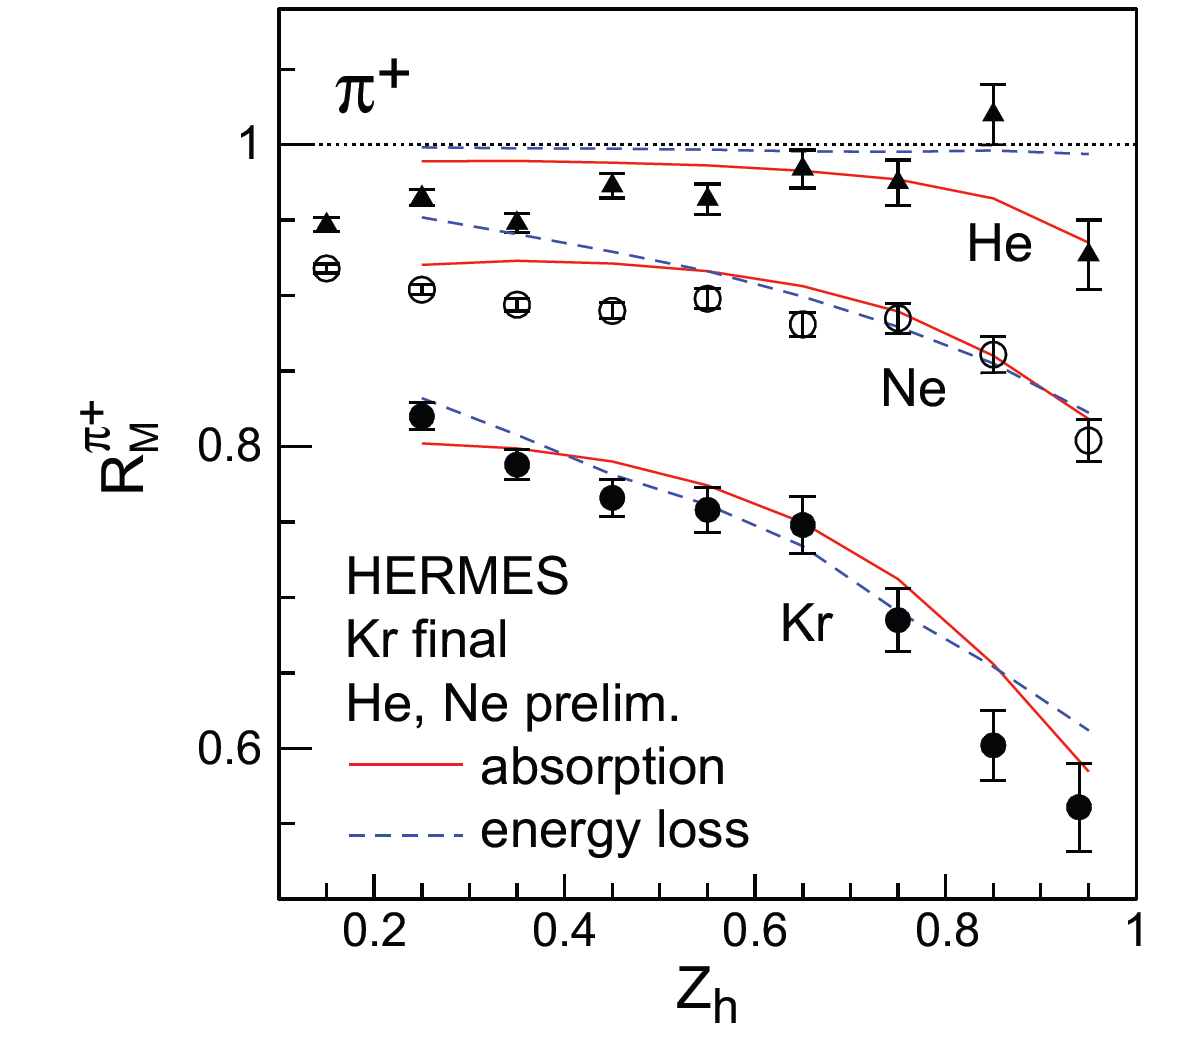 π+
1
0.8
0.6
R_M^π+
He
Ne
Kr
HERMES
Kr final
He, Ne prelim.
absorption
energy loss
0.2 0.4 0.6 0.8 1
Z_h